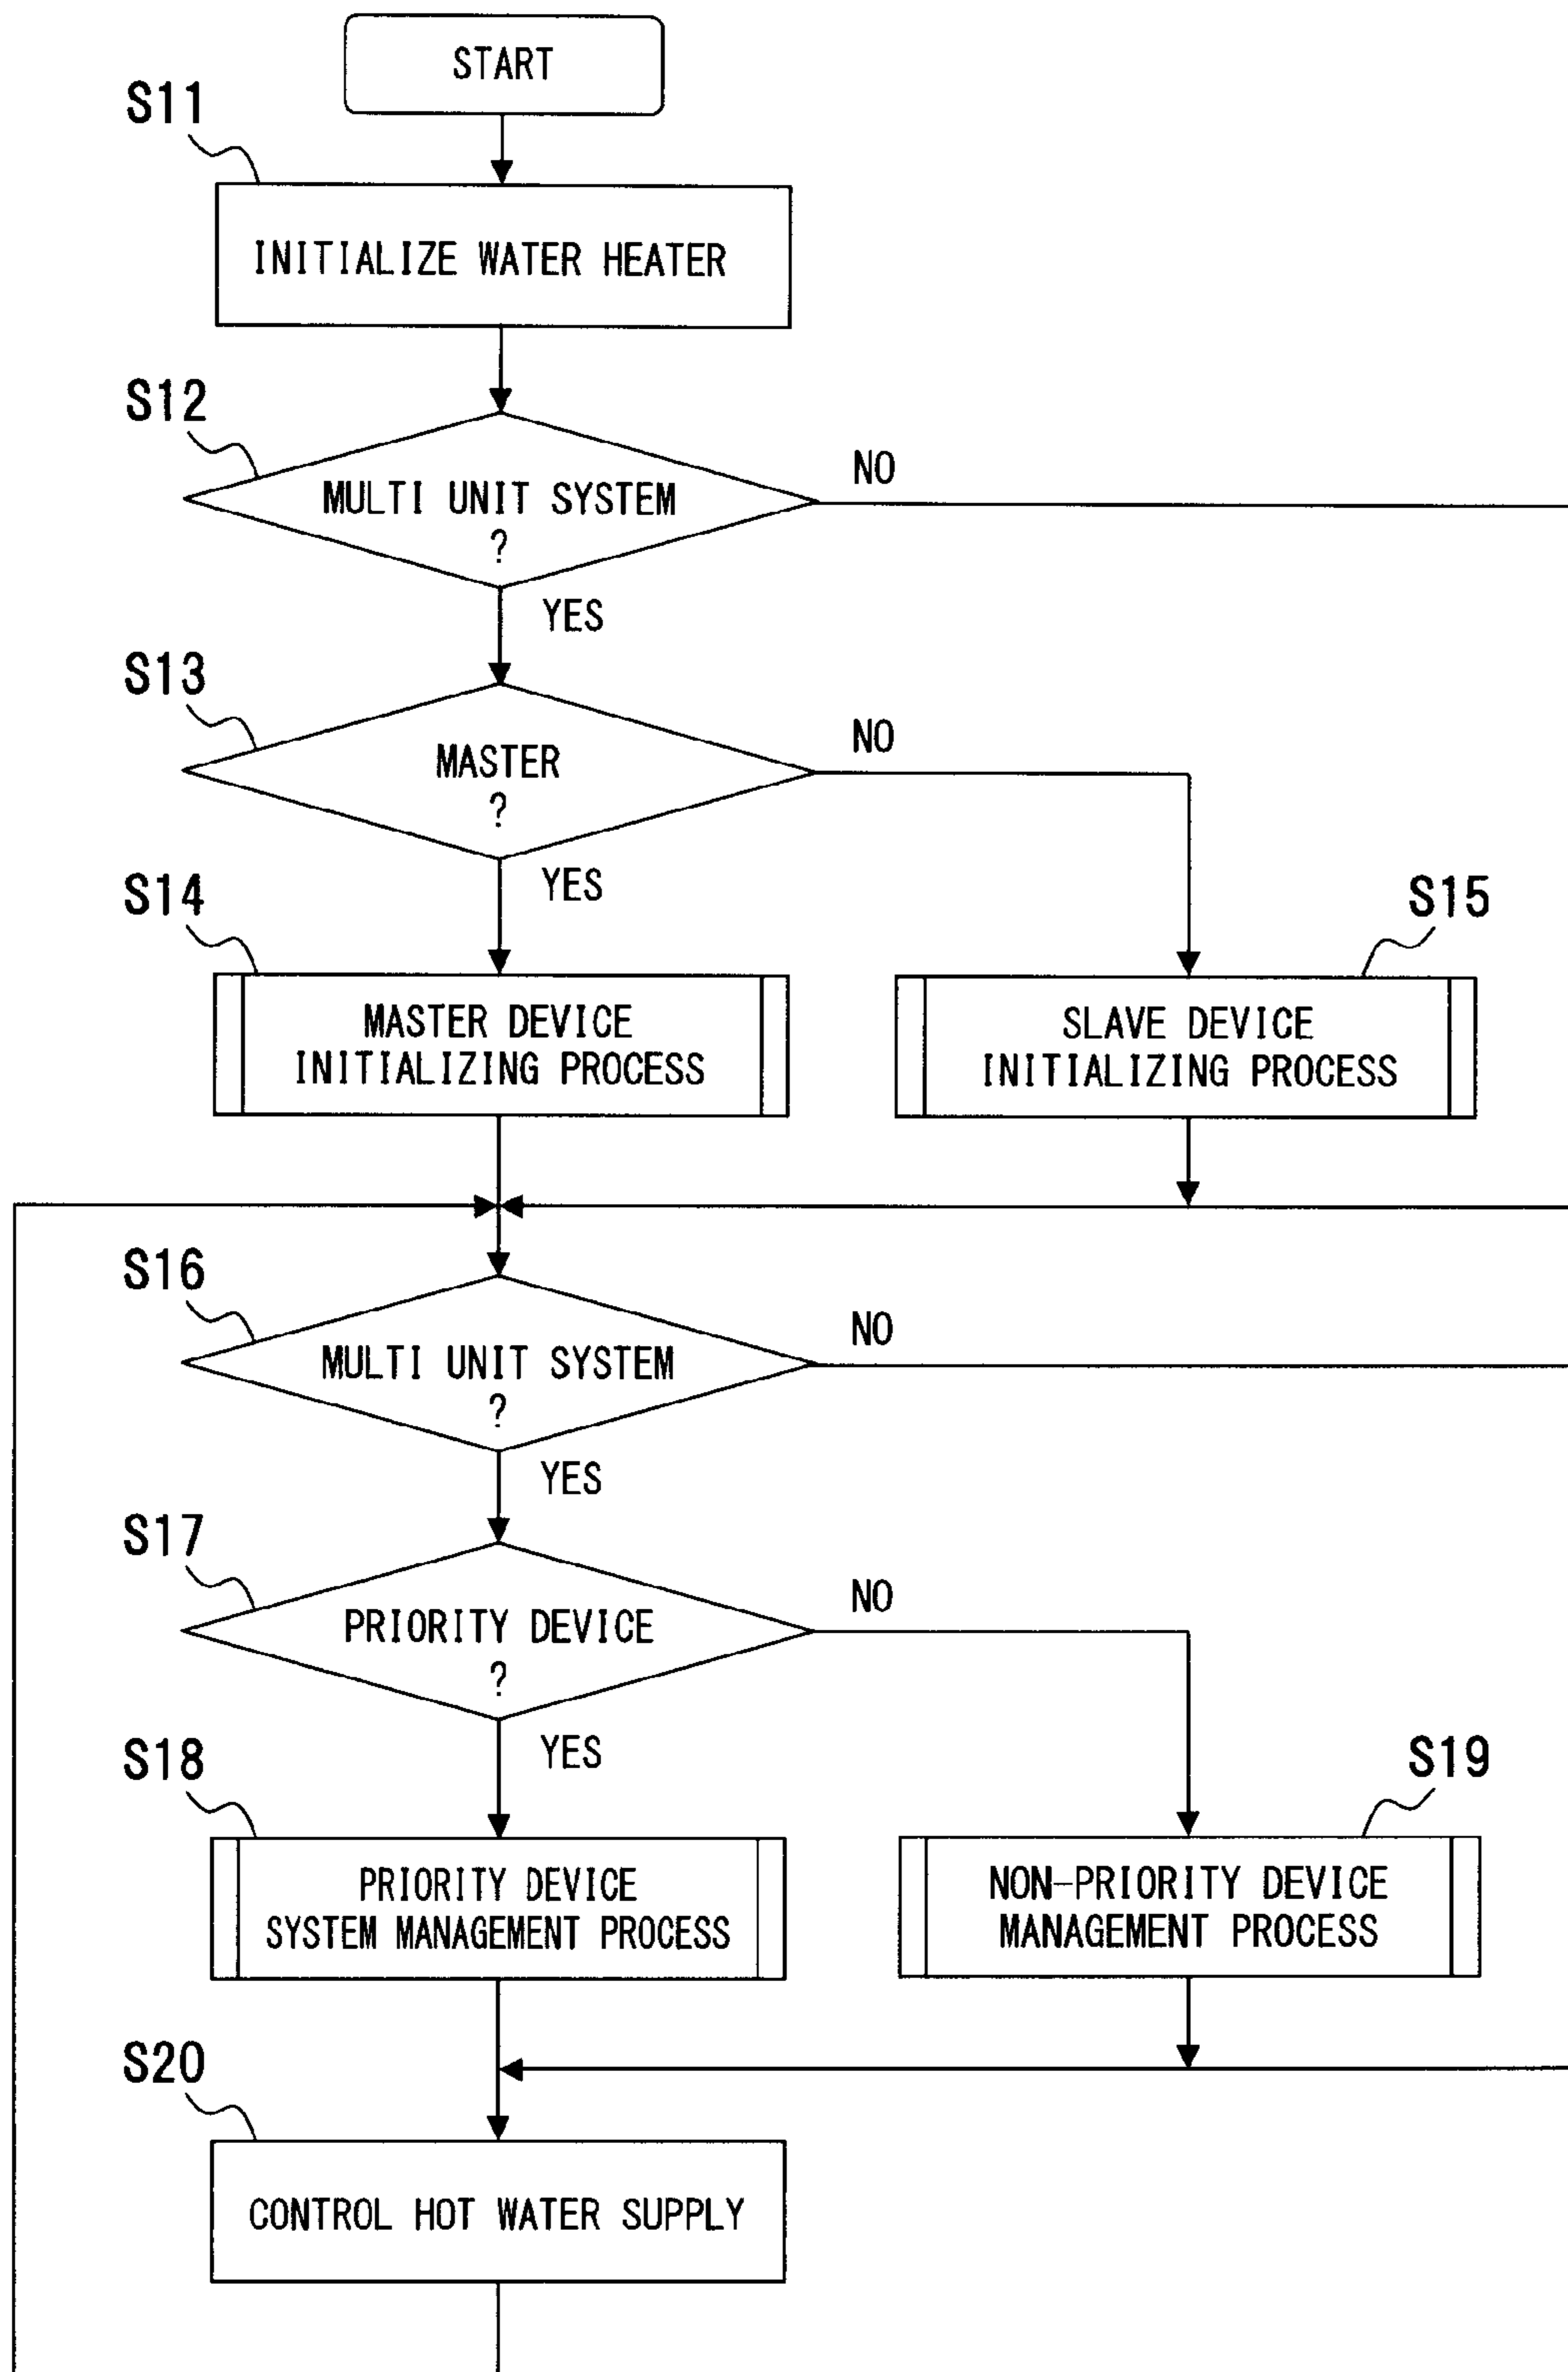 START
S11
INITIALIZE WATER HEATER
S12
NO
MULTI UNIT SYSTEM
?
YES
S13
NO
MASTER
?
YES
S14
S15
MASTER DEVICE
INITIALIZING PROCESS
SLAVE DEVICE
INITIALIZING PROCESS
S16
NO
MULTI UNIT SYSTEM
?
YES
S17
NO
PRIORITY DEVICE
?
YES
S18
S19
PRIORITY DEVICE
SYSTEM MANAGEMENT PROCESS
NON-PRIORITY DEVICE
MANAGEMENT PROCESS
S20
CONTROL HOT WATER SUPPLY